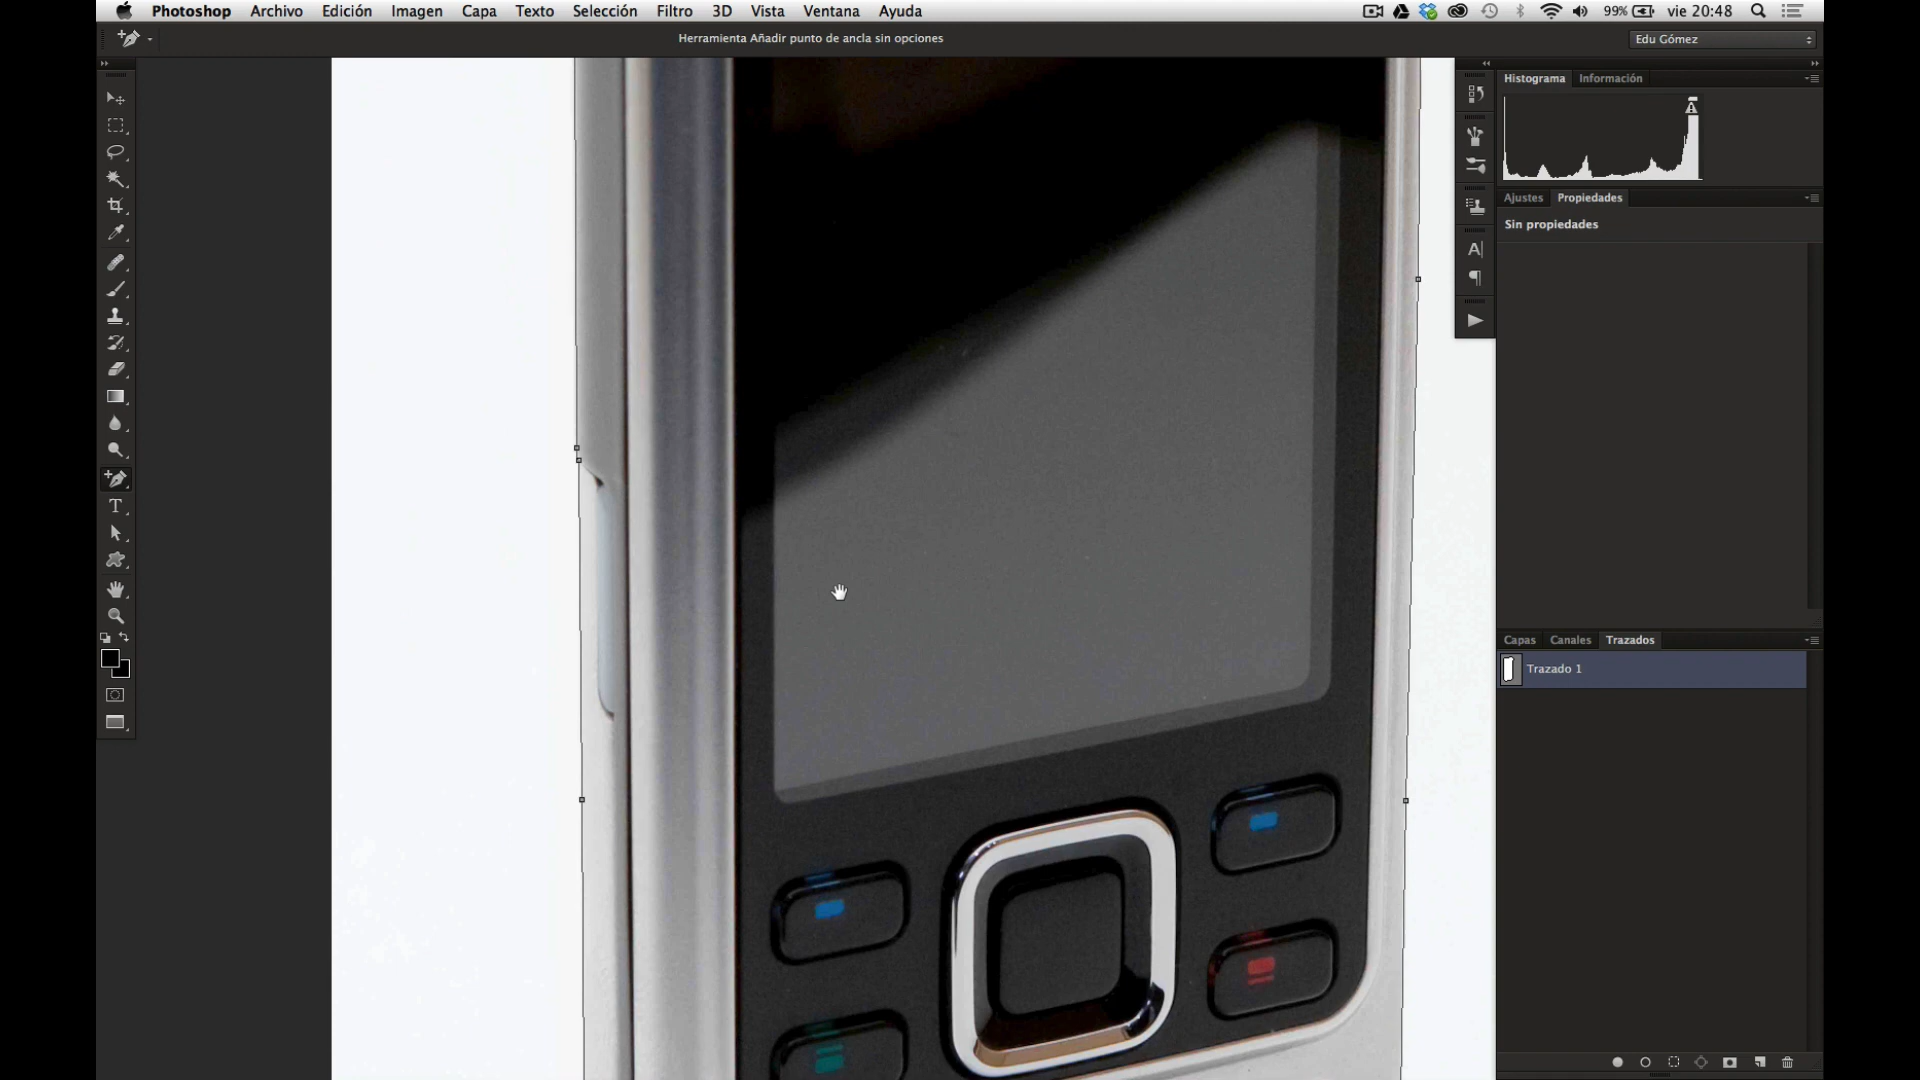 Photoshop Archivo Edición Imagen Capa Texto Selección Filtro 3D Vista Ventana Ayuda 99% vie 20:48
Herramienta Añadir punto de ancla sin opciones
Edu Gómez
Histograma Información
Ajustes Propiedades
Sin propiedades
Capas Canales Trazados
Trazado 1